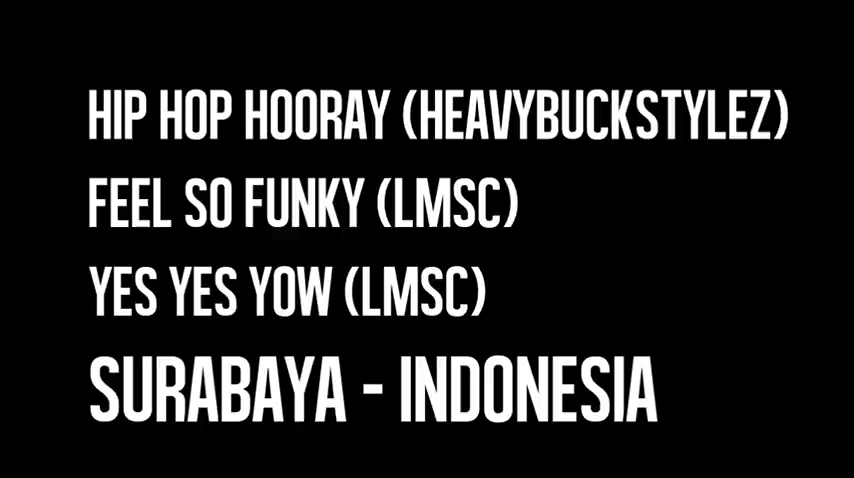 HIP HOP HOORAY (HEAVYBUCKSTYLEZ)
FEEL SO FUNKY (LMSC)
YES YES YOW (LMSC)
SURABAYA - INDONESIA